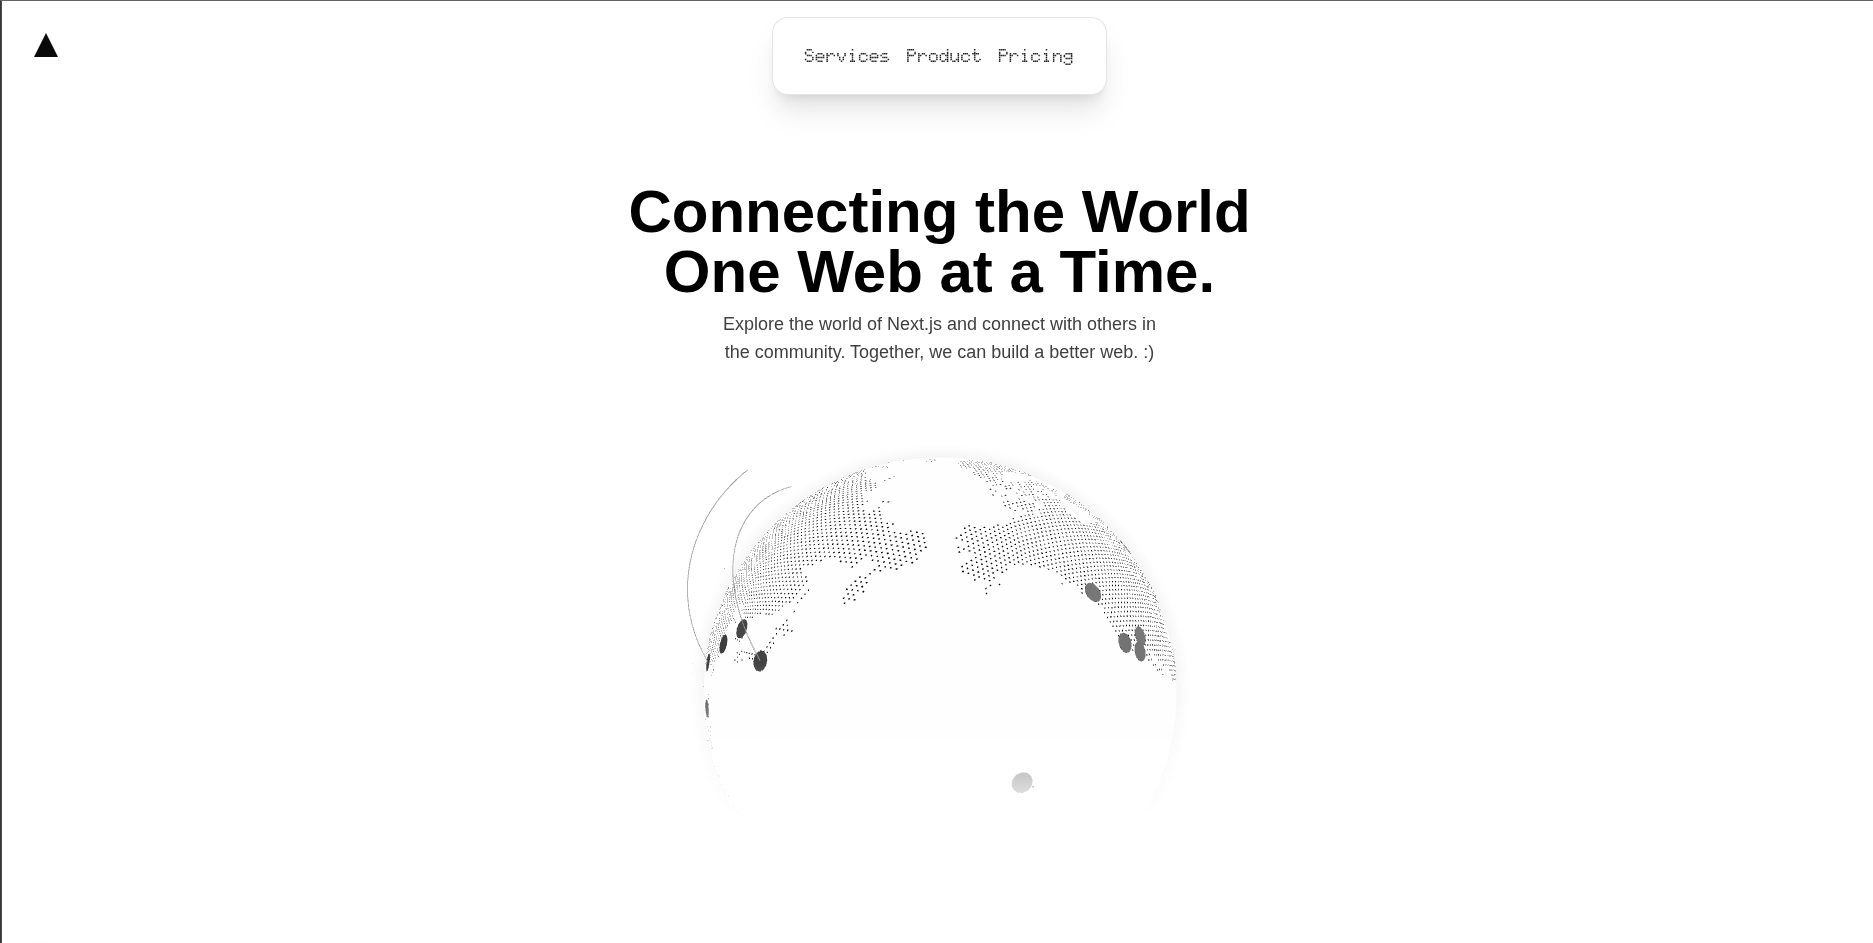 Services Product Pricing
Connecting the World
One Web at a Time.
Explore the world of Next.js and connect with others in
the community. Together, we can build a better web. :)